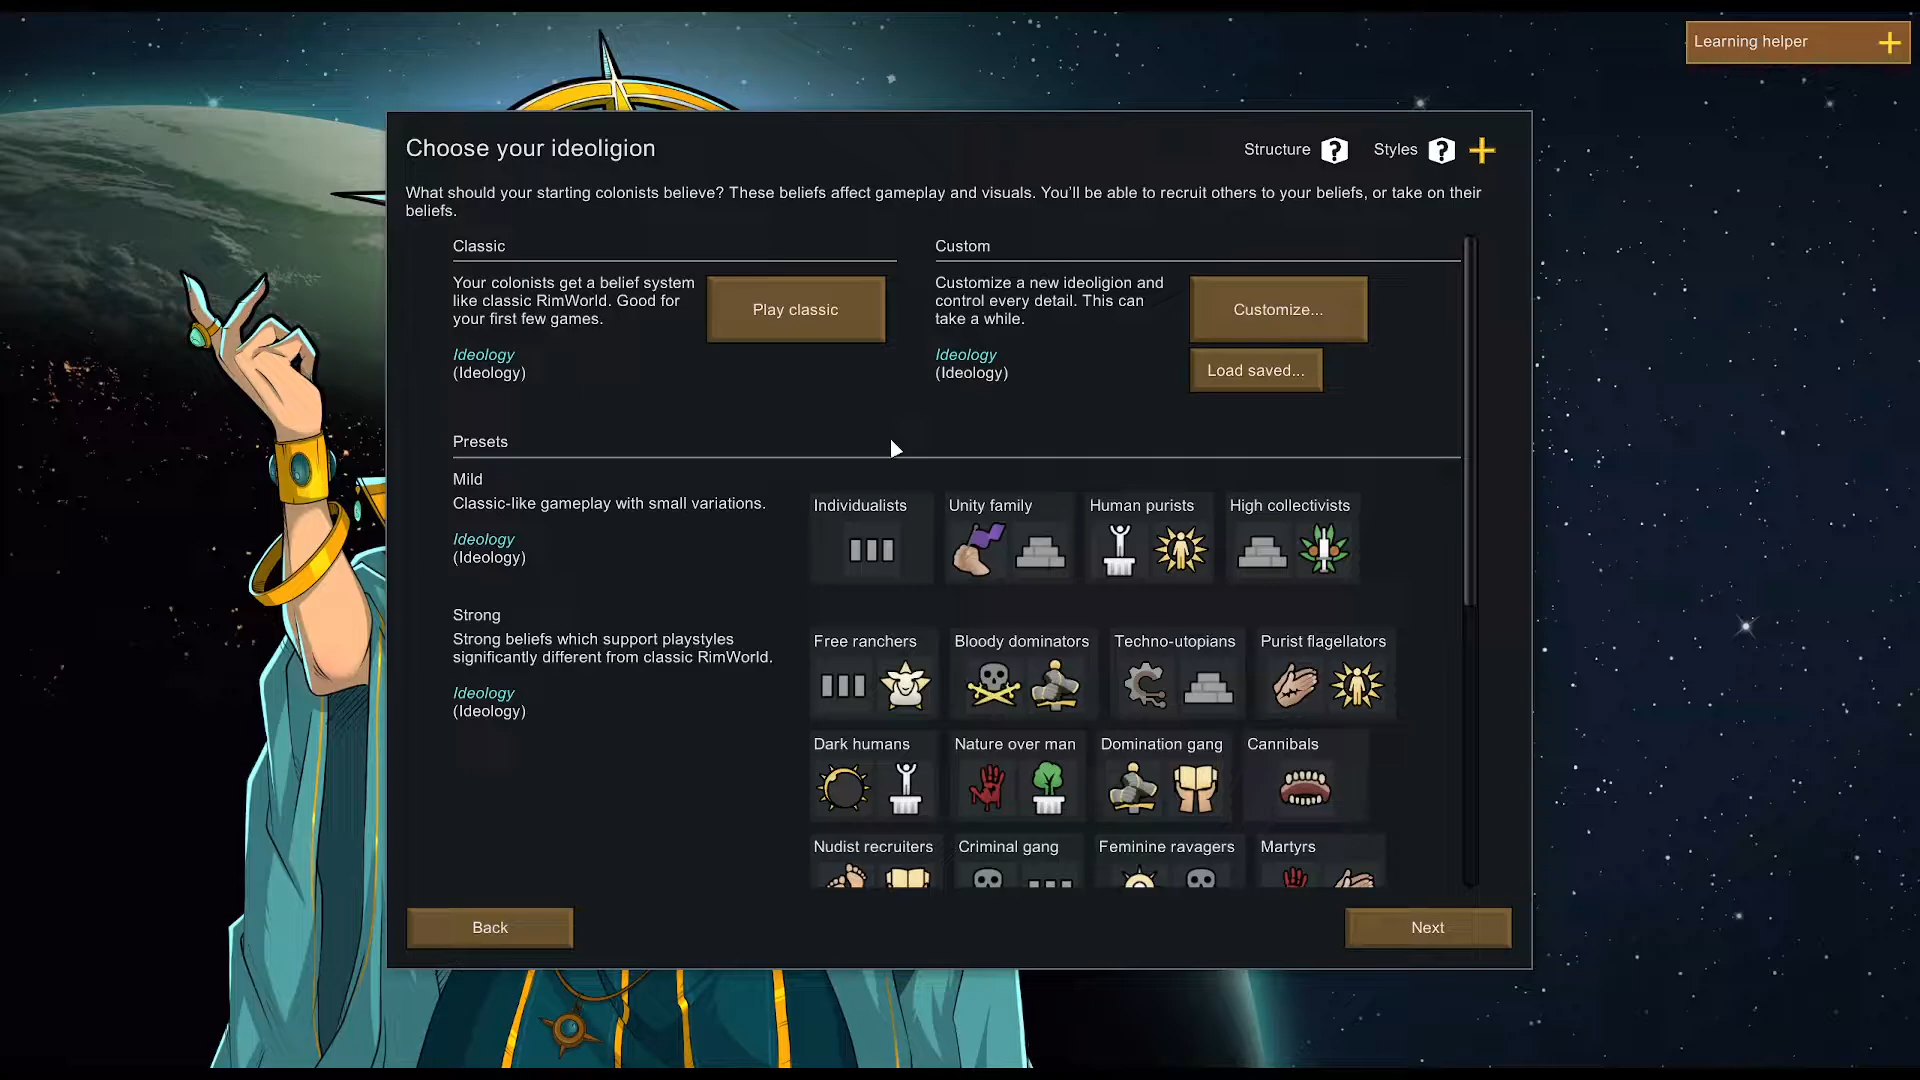 Learning helper
Choose your ideoligion
Structure
Styles
What should your starting colonists believe? These beliefs affect gameplay and visuals. You'll be able to recruit others to your beliefs, or take on their
beliefs.
Classic
Your colonists get a belief system
like classic RimWorld. Good for
your first few games.
Play classic
Ideology
(Ideology)
Custom
Customize a new ideoligion and
control every detail. This can
take a while.
Customize...
Load saved...
Ideology
(Ideology)
Presets
Mild
Classic-like gameplay with small variations.
Ideology
(Ideology)
Individualists
Unity family
Human purists
High collectivists
Strong
Strong beliefs which support playstyles
significantly different from classic RimWorld.
Ideology
(Ideology)
Free ranchers
Bloody dominators
Techno-utopians
Purist flagellators
Dark humans
Nature over man
Domination gang
Cannibals
Nudist recruiters
Criminal gang
Feminine ravagers
Martyrs
Back
Next